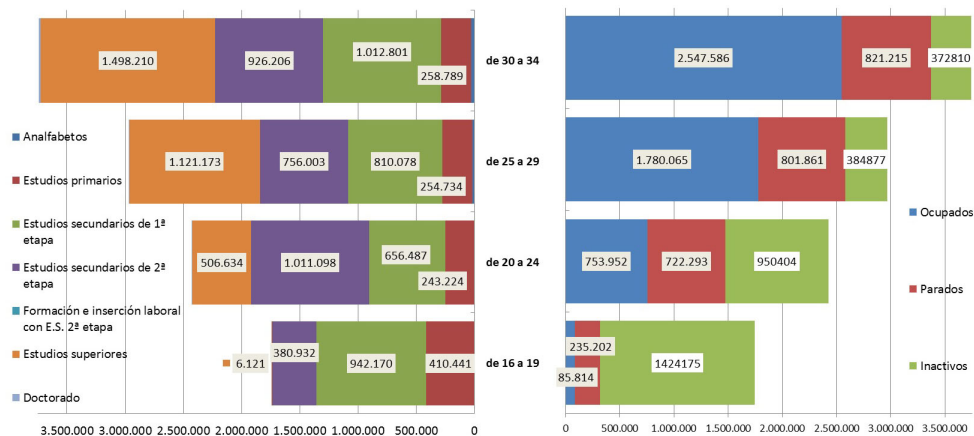 1.498.210
926.206
1.012.801
258.789
de 30 a 34
2.547.586
821.215
372810
Analfabetos
Estudios primarios
Estudios secundarios de 1ª
etapa
Estudios secundarios de 2ª
etapa
Formación e inserción laboral
con E.S. 2ª etapa
Estudios superiores
Doctorado
1.121.173
756.003
810.078
254.734
de 25 a 29
1.780.065
801.861
384877
506.634
1.011.098
656.487
243.224
de 20 a 24
753.952
722.293
950404
6.121
380.932
942.170
410.441
de 16 a 19
235.202
85.814
1424175
Ocupados
Parados
Inactivos
3.500.000 3.000.000 2.500.000 2.000.000 1.500.000 1.000.000 500.000 0
0 500.000 1.000.000 1.500.000 2.000.000 2.500.000 3.000.000 3.500.000